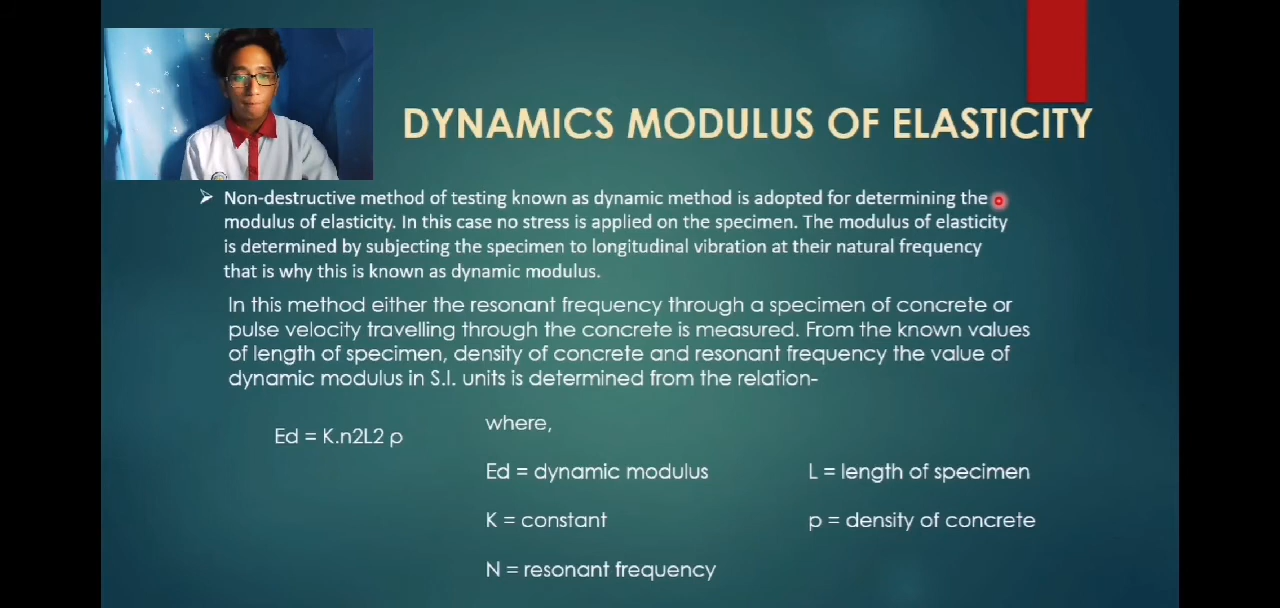 DYNAMICS MODULUS OF ELASTICITY
Non-destructive method of testing known as dynamic method is adopted for determining the
modulus of elasticity. In this case no stress is applied on the specimen. The modulus of elasticity
is determined by subjecting the specimen to longitudinal vibration at their natural frequency
that is why this is known as dynamic modulus.
In this method either the resonant frequency through a specimen of concrete or
pulse velocity travelling through the concrete is measured. From the known values
of length of specimen, density of concrete and resonant frequency the value of
dynamic modulus in S.I. units is determined from the relation-
Ed = K.n2L2 p
where,
Ed = dynamic modulus
L = length of specimen
K = constant
p = density of concrete
N = resonant frequency